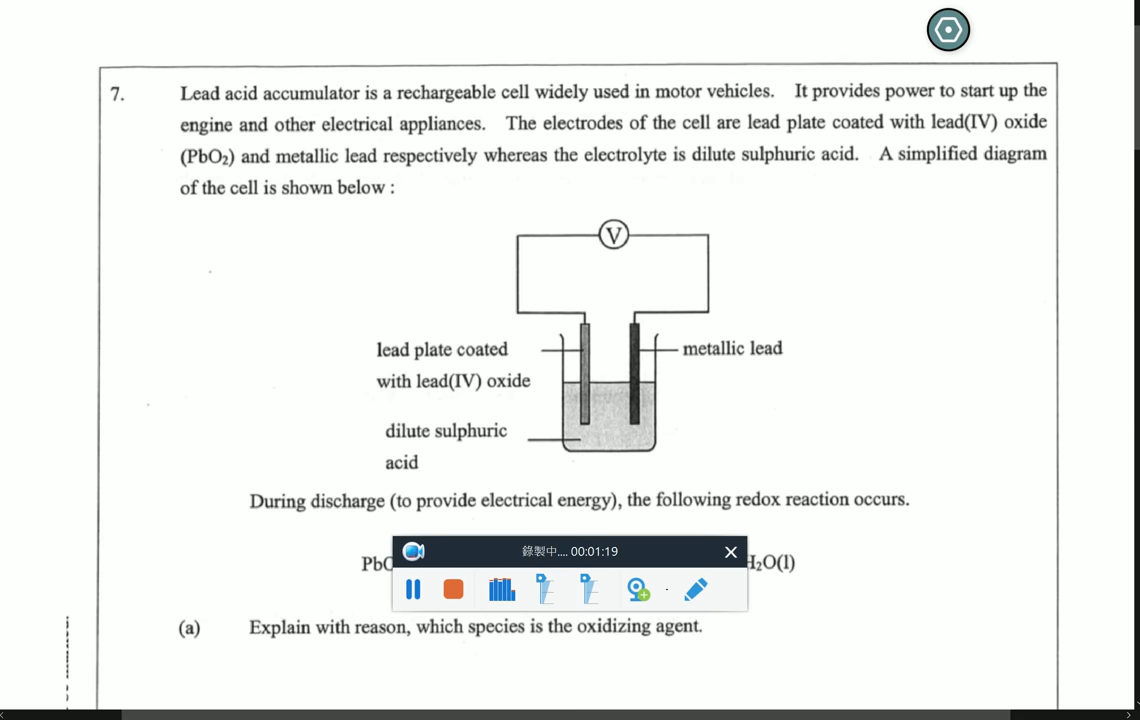 7. Lead acid accumulator is a rechargeable cell widely used in motor vehicles. It provides power to start up the
engine and other electrical appliances. The electrodes of the cell are lead plate coated with lead(IV) oxide
(PbO₂) and metallic lead respectively whereas the electrolyte is dilute sulphuric acid. A simplified diagram
of the cell is shown below :
V
lead plate coated
with lead(IV) oxide
metallic lead
dilute sulphuric
acid
During discharge (to provide electrical energy), the following redox reaction occurs.
錄製中.... 00:01:19
H₂O(l)
(a) Explain with reason, which species is the oxidizing agent.